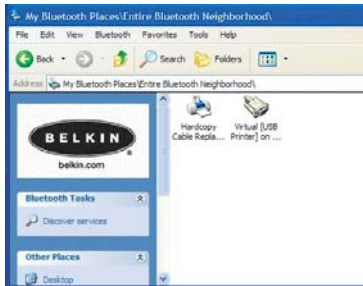 My Bluetooth Places\Entire Bluetooth Neighborhood\
File Edit View Bluetooth Favorites Tools Help
Back Search Folders
Address My Bluetooth Places\Entire Bluetooth Neighborhood\
BELKIN
belkin.com
Hardcopy Cable Repla... Virtual [USB Printer] on ...
Bluetooth Tasks
Discover services
Other Places
Desktop